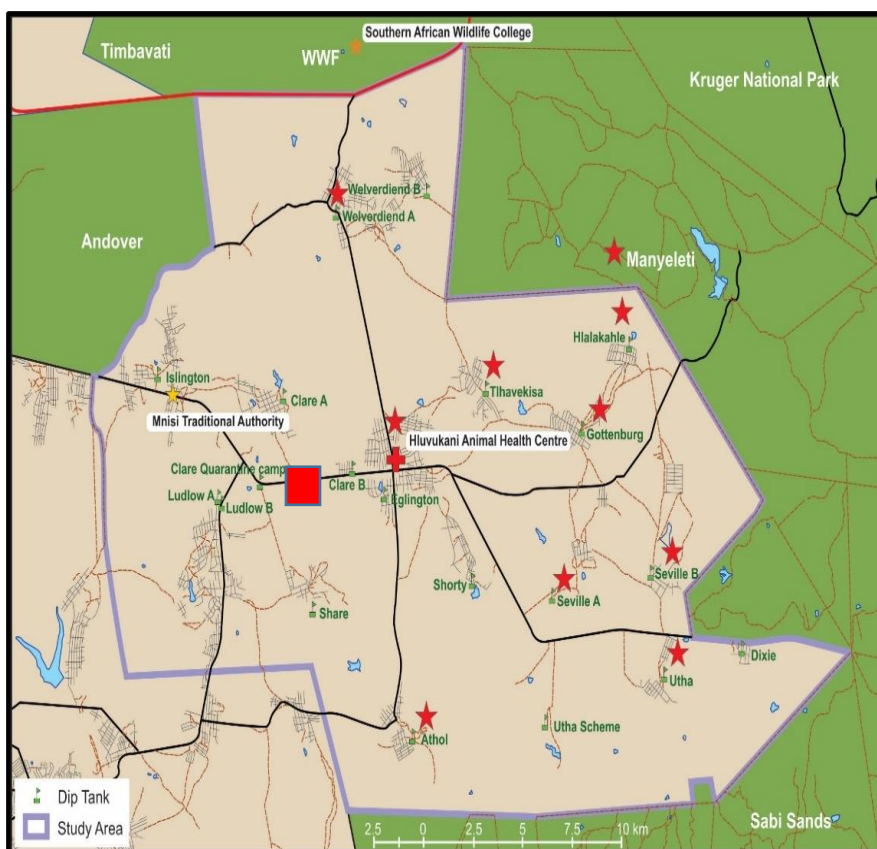 Southern African Wildlife College
Timbavati
WWF
Kruger National Park
Welverdiend B
Welverdiend A
Andover
Manyeleti
Hlalakahle
Islington
Tlhavekisa
Clare A
Mnisi Traditional Authority
Gottenburg
Hluvukani Animal Health Centre
Clare Quarantine camp
Clare B
Ludlow A
Ludlow B
Eglington
Shorty
Seville B
Seville A
Share
Dixie
Utha
Utha Scheme
Athol
Dip Tank
Study Area
Sabi Sands
2.5 0 2.5 5 7.5 10 km